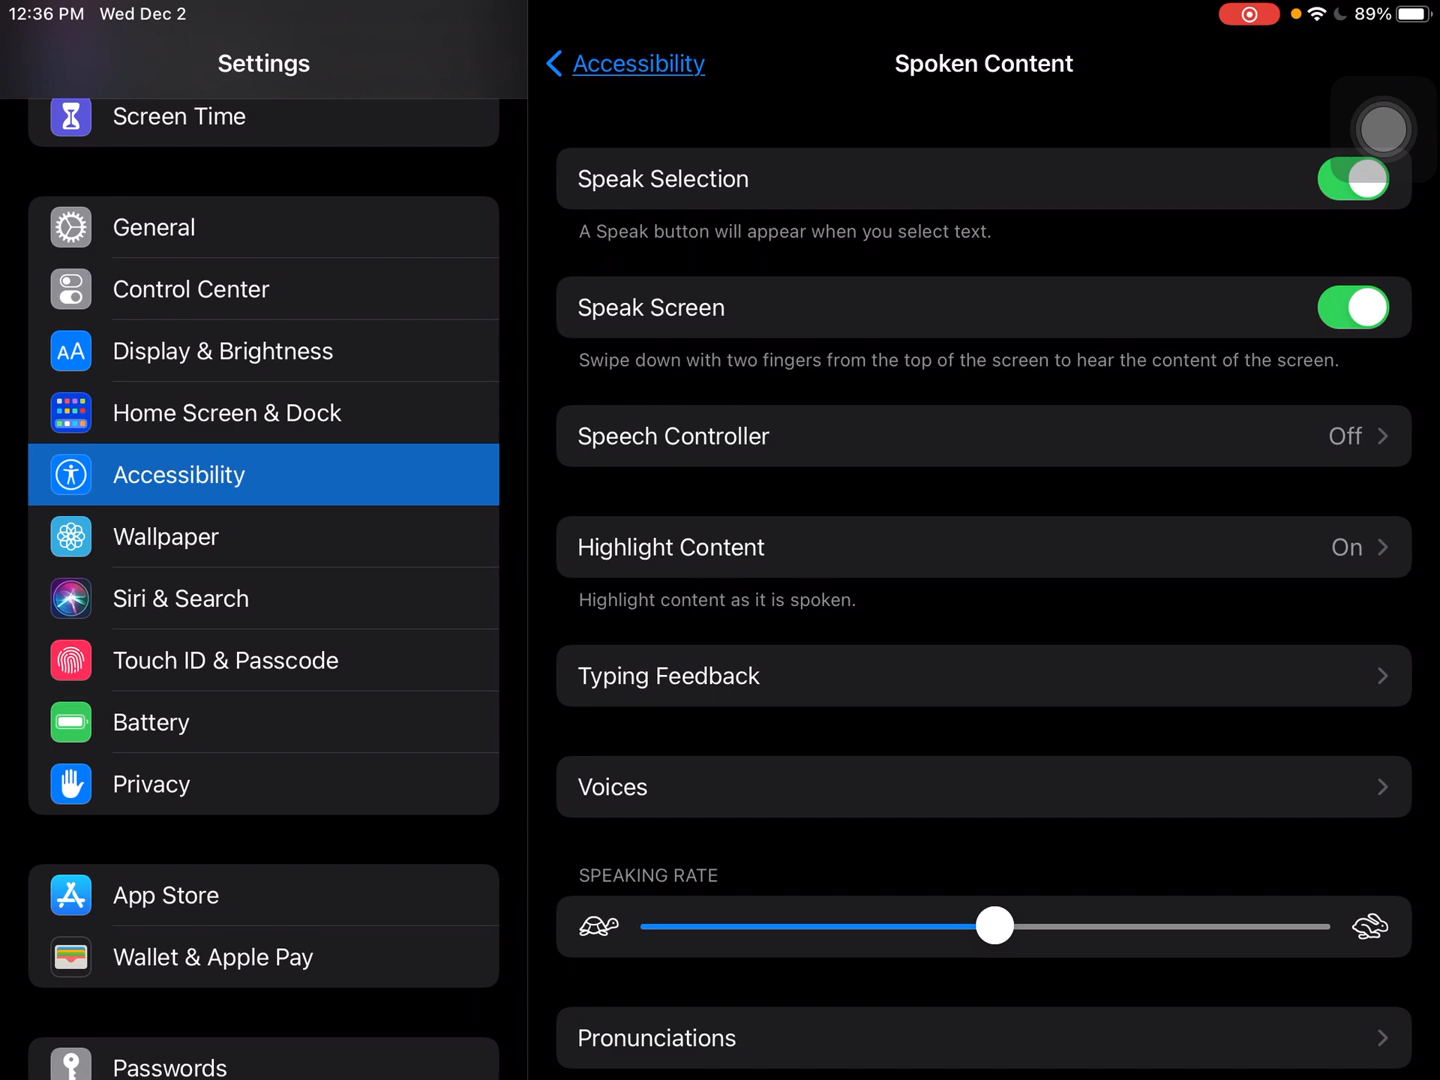 12:36 PM Wed Dec 2
89%
Settings
Screen Time
General
Control Center
Display & Brightness
Home Screen & Dock
Accessibility
Wallpaper
Siri & Search
Touch ID & Passcode
Battery
Privacy
App Store
Wallet & Apple Pay
Passwords
Accessibility
Spoken Content
Speak Selection
A Speak button will appear when you select text.
Speak Screen
Swipe down with two fingers from the top of the screen to hear the content of the screen.
Speech Controller Off
Highlight Content On
Highlight content as it is spoken.
Typing Feedback
Voices
SPEAKING RATE
Pronunciations